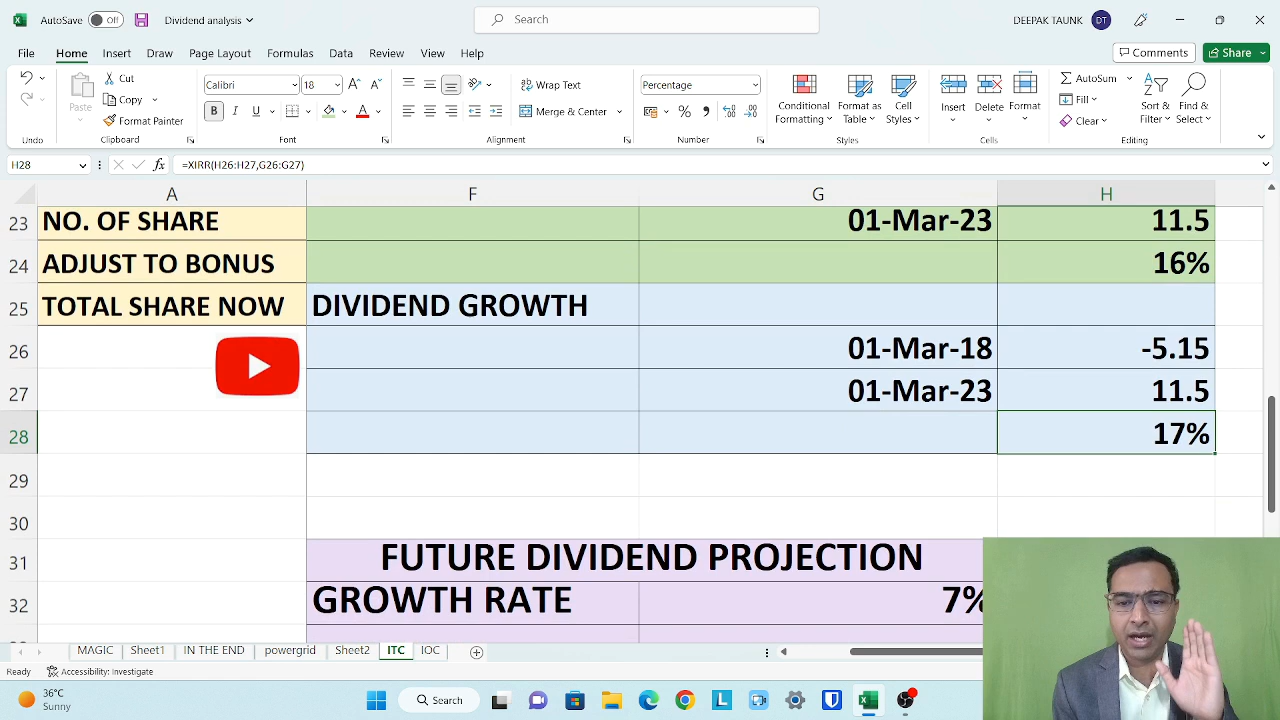 AutoSave Off Dividend analysis Search DEEPAK TAUNK DT
File Home Insert Draw Page Layout Formulas Data Review View Help Comments Share
Cut
Copy
Format Painter
Paste
Calibri 18
B I U
Wrap Text
Merge & Center
Percentage
Conditional Formatting
Format as Table
Cell Styles
Insert Delete Format
AutoSum
Fill
Clear
Sort & Filter
Find & Select
Undo Clipboard Font Alignment Number Styles Cells Editing
H28 fx =XIRR(H26:H27,G26:G27)
A F G H
23 NO. OF SHARE 01-Mar-23 11.5
24 ADJUST TO BONUS 16%
25 TOTAL SHARE NOW DIVIDEND GROWTH
26 01-Mar-18 -5.15
27 01-Mar-23 11.5
28 17%
29
30
31 FUTURE DIVIDEND PROJECTION
32 GROWTH RATE 7%
MAGIC Sheet1 IN THE END powergrid Sheet2 ITC IOC
Ready Accessibility: Investigate
36°C
Sunny
Search